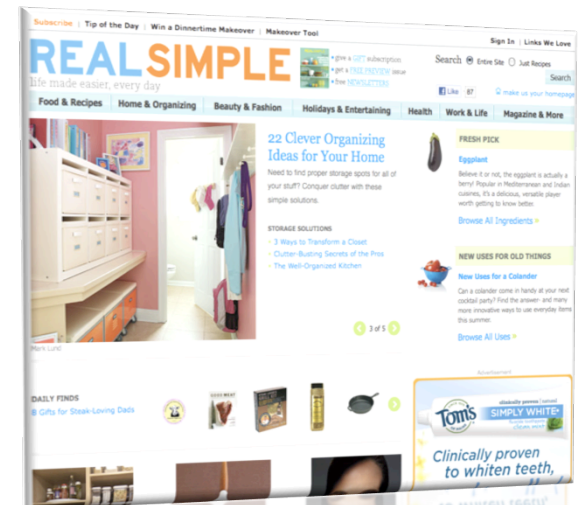 Subscribe | Tip of the Day | Win a Dinnertime Makeover | Makeover Tool
Sign In | Links We Love
REAL SIMPLE
life made easier, every day
give a GIFT subscription
get a FREE PREVIEW issue
free NEWSLETTERS
Search Entire Site Just Recipes
Search
Like 87
make us your homepage
Food & Recipes Home & Organizing Beauty & Fashion Holidays & Entertaining Health Work & Life Magazine & More
22 Clever Organizing
Ideas for Your Home
Need to find proper storage spots for all of
your stuff? Conquer clutter with these
simple solutions.
STORAGE SOLUTIONS
3 Ways to Transform a Closet
Clutter-Busting Secrets of the Pros
The Well-Organized Kitchen
3 of 5
Mark Lund
FRESH PICK
Eggplant
Believe it or not, the eggplant is actually a
berry! Popular in Mediterranean and Indian
cuisines, it's a delicious, versatile player
worth getting to know better.
Browse All Ingredients »
NEW USES FOR OLD THINGS
New Uses for a Colander
Can a colander come in handy at your next
cocktail party? Find the answer- and many
more innovative ways to use everyday items
this summer.
Browse All Uses »
DAILY FINDS
8 Gifts for Steak-Loving Dads
Advertisement
Tom's
clinically proven
SIMPLY WHITE
Clinically proven
to whiten teeth,